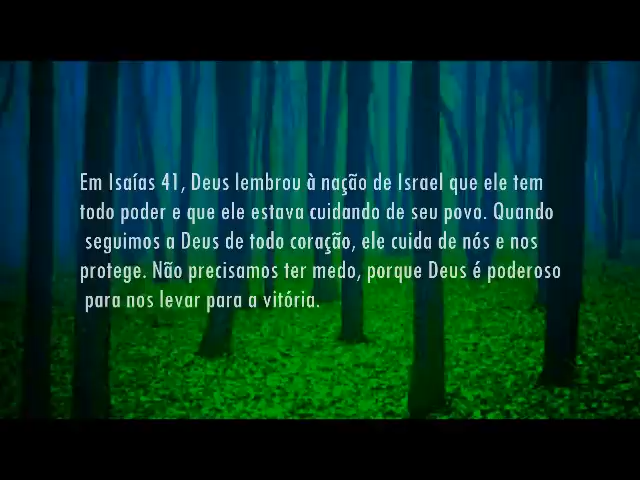 Em Isaías 41, Deus lembrou à nação de Israel que ele tem
todo poder e que ele estava cuidando de seu povo. Quando
seguimos a Deus de todo coração, ele cuida de nós e nos
protege. Não precisamos ter medo, porque Deus é poderoso
para nos levar para a vitória.